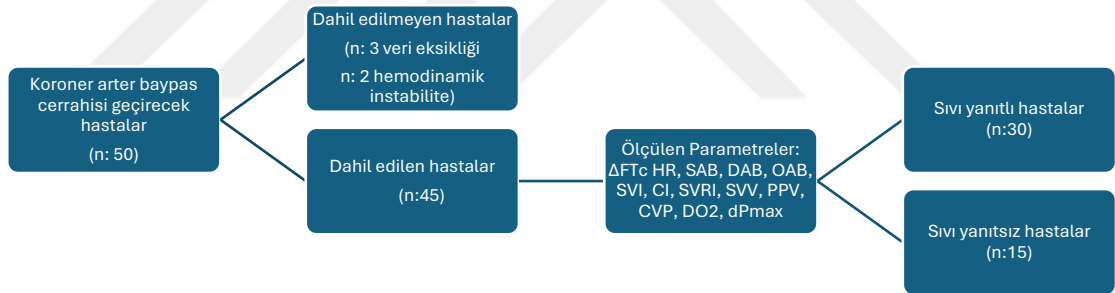 Koroner arter baypas
cerrahisi geçirecek
hastalar
(n: 50)
Dahil edilmeyen hastalar
(n: 3 veri eksikliği
n: 2 hemodinamik
instabilite)
Dahil edilen hastalar
(n:45)
Ölçülen Parametreler:
ΔFTc HR, SAB, DAB, OAB,
SVI, CI, SVRI, SVV, PPV,
CVP, DO2, dPmax
Sıvı yanıtlı hastalar
(n:30)
Sıvı yanıtsız hastalar
(n:15)